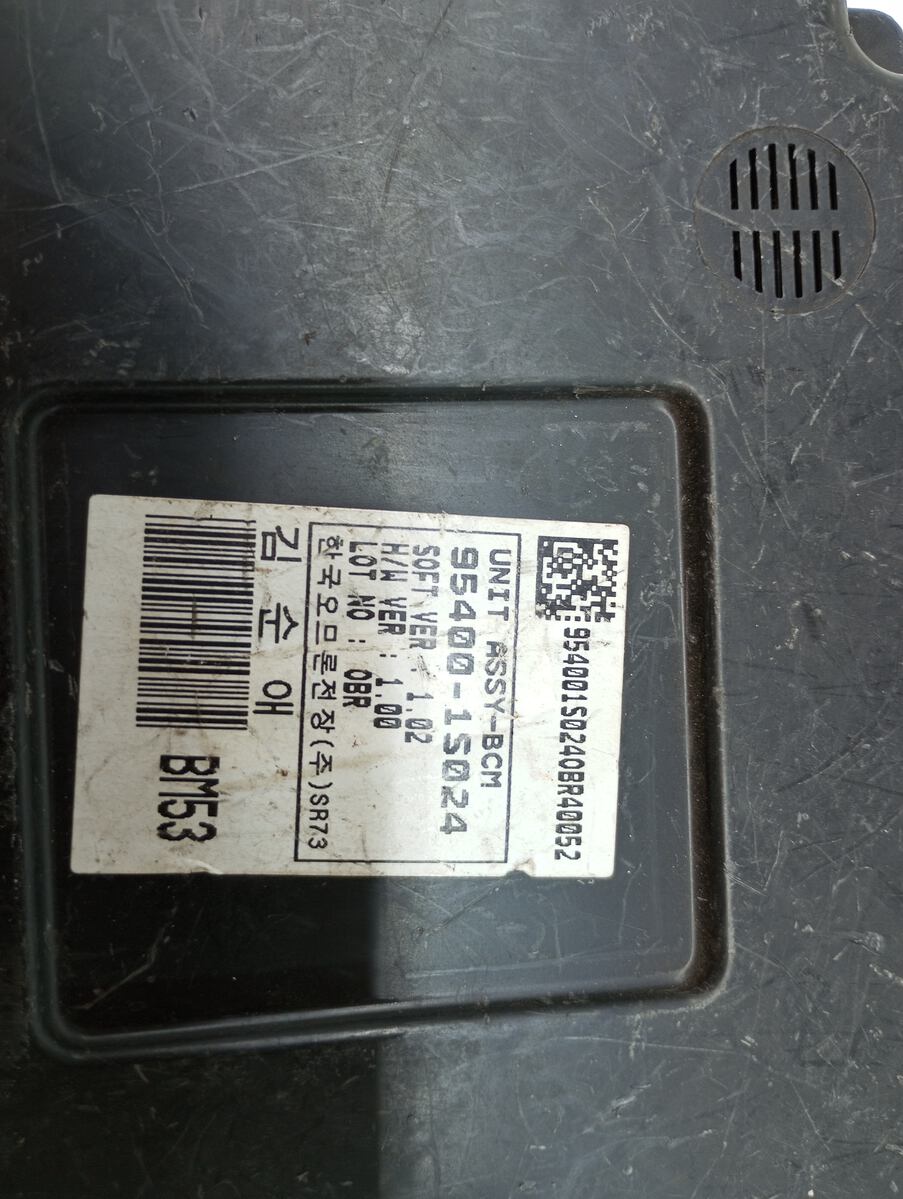 954001S0240BR40052
UNIT ASSY-BCM
95400-1S024
SOFT VER : 1.02
H/W VER : 1.00
LOT NO : 0BR
한국오므론전장(주)SR73
김 순 애
BM53